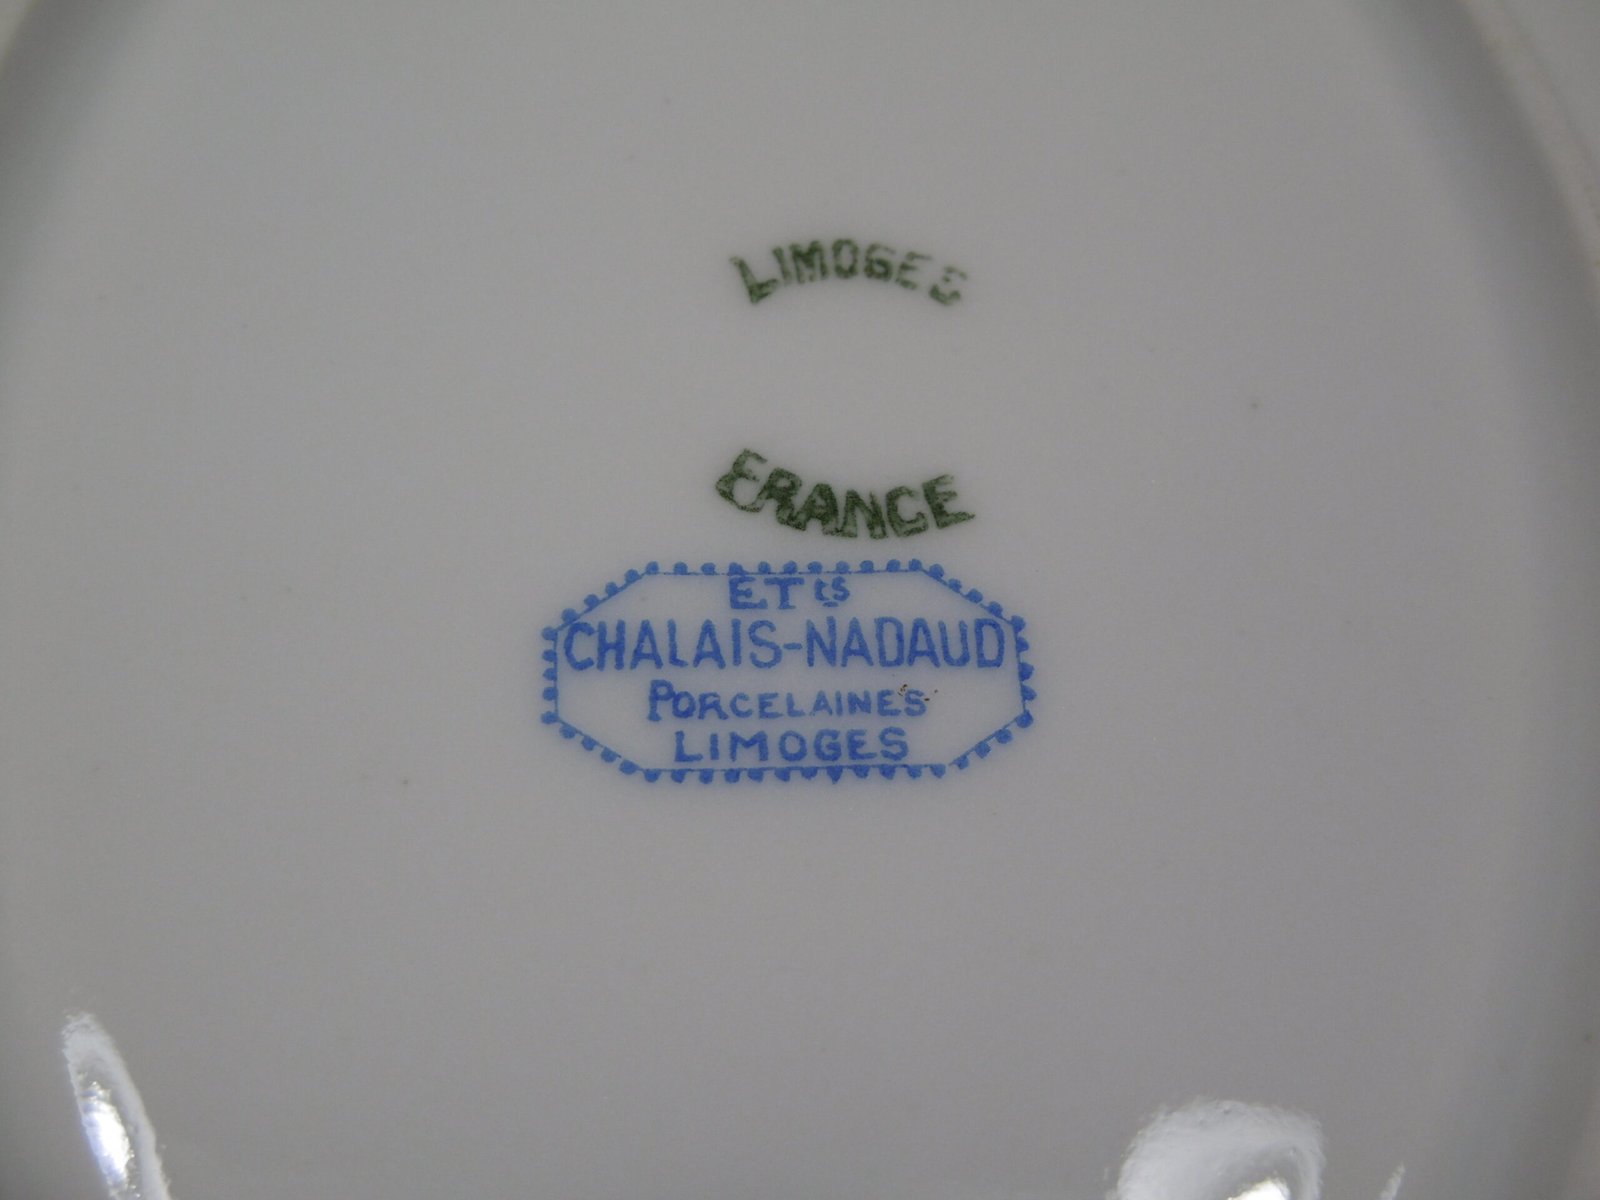 LIMOGES
FRANCE
ETts
CHALAIS-NADAUD
PORCELAINES
LIMOGES